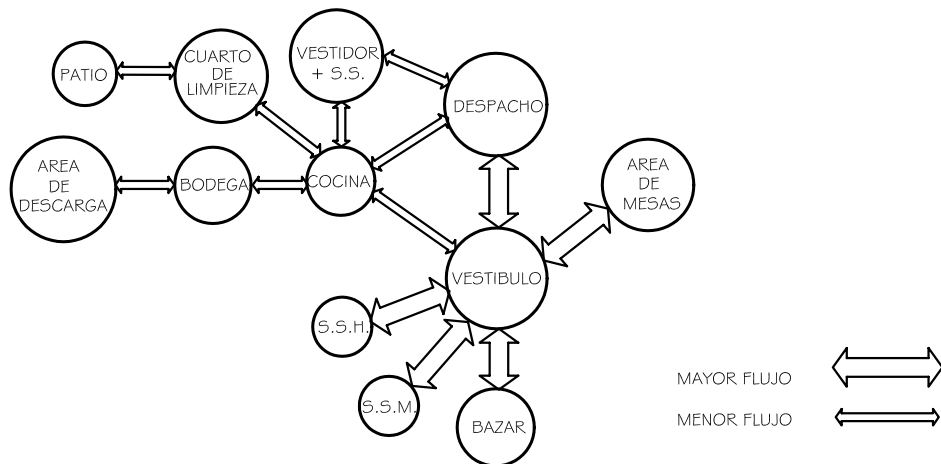 PATIO
CUARTO
DE
LIMPIEZA
VESTIDOR
+ S.S.
DESPACHO
AREA
DE
DESCARGA
BODEGA
COCINA
AREA
DE
MESAS
VESTIBULO
S.S.H.
S.S.M.
BAZAR
MAYOR FLUJO
MENOR FLUJO